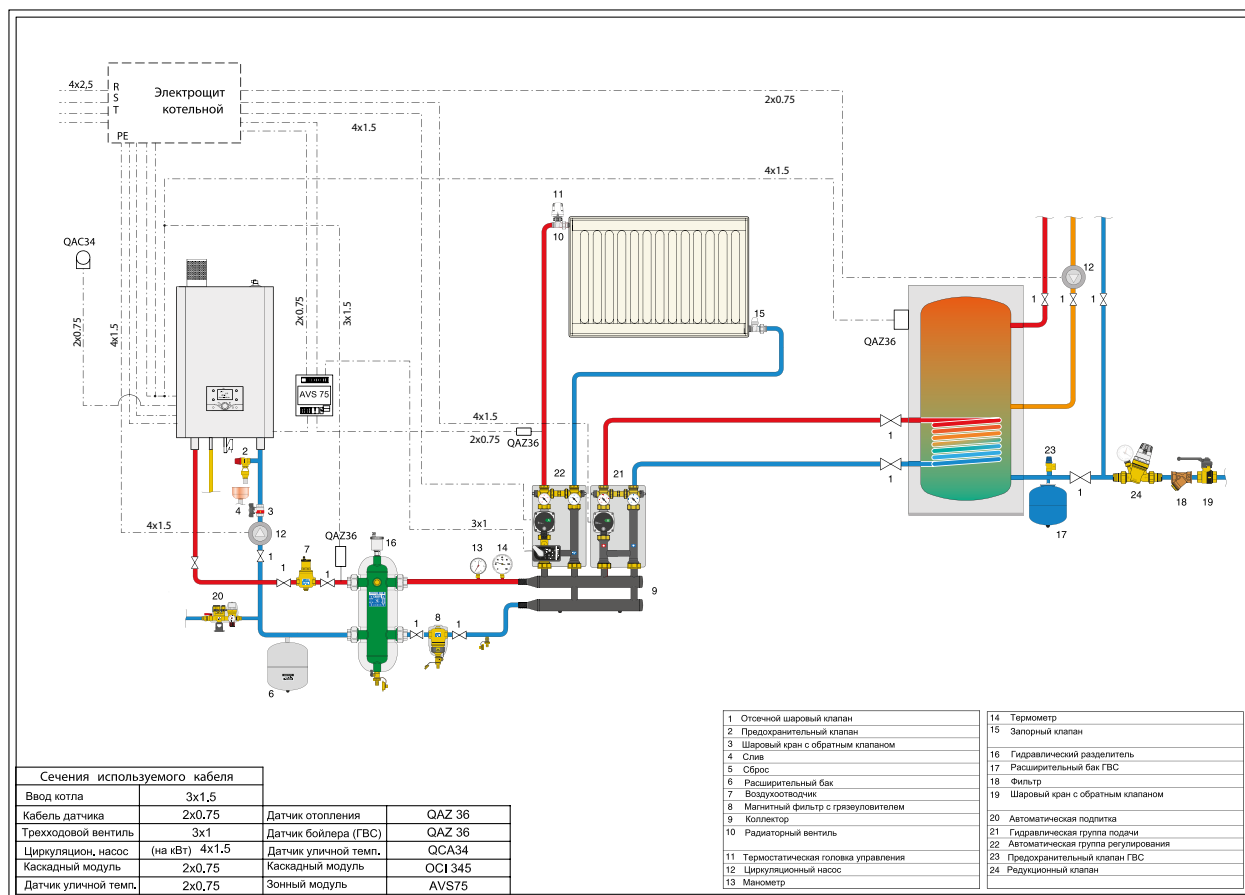 4x2,5
R
S
T
PE
Электрощит
котельной
2x0.75
4x1.5
4x1.5
11
10
QAC34
12
1
1
1
15
QAZ36
2x0.75
4x1.5
2x0.75
3x1.5
AVS 75
4x1.5
2x0.75
QAZ36
1
1
2
22
21
23
1
4
3
24
18
19
17
4x1.5
12
3x1
QAZ36
16
1
7
13
14
1
1
9
20
1
8
1
6
1 Отсечной шаровый клапан
2 Предохранительный клапан
3 Шаровый кран с обратным клапаном
4 Слив
5 Сброс
6 Расширительный бак
7 Воздухоотводчик
8 Магнитный фильтр с грязеуловителем
9 Коллектор
10 Радиаторный вентиль
11 Термостатическая головка управления
12 Циркуляционный насос
13 Манометр
14 Термометр
15 Запорный клапан
16 Гидравлический разделитель
17 Расширительный бак ГВС
18 Фильтр
19 Шаровый кран с обратным клапаном
20 Автоматическая подпитка
21 Гидравлическая группа подачи
22 Автоматическая группа регулирования
23 Предохранительный клапан ГВС
24 Редукционный клапан
Сечения используемого кабеля
Ввод котла 3x1.5
Кабель датчика 2x0.75 Датчик отопления QAZ 36
Трехходовой вентиль 3x1 Датчик бойлера (ГВС) QAZ 36
Циркуляцион. насос (на кВт) 4x1.5 Датчик уличной темп. QCA34
Каскадный модуль 2x0.75 Каскадный модуль OCI 345
Датчик уличной темп. 2x0.75 Зонный модуль AVS75